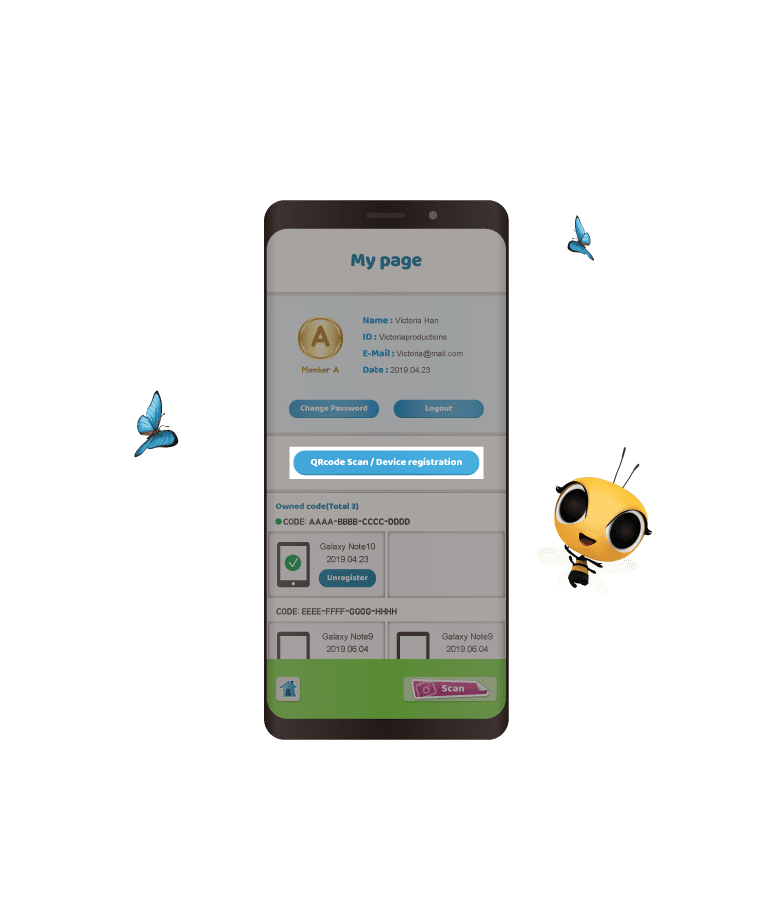 My page
A
Member A
Name : Victoria Han
ID : Victoriaproductions
E-Mail : Victoria@mail.com
Date : 2019.04.23
Change Password
Logout
QRcode Scan / Device registration
Owned code(Total 3)
CODE: AAAA-BBBB-CCCC-DDDD
Galaxy Note10
2019.04.23
Unregister
CODE: EEEE-FFFF-GGGG-HHHH
Galaxy Note9
2019.06.04
Galaxy Note9
2019.06.04
Scan